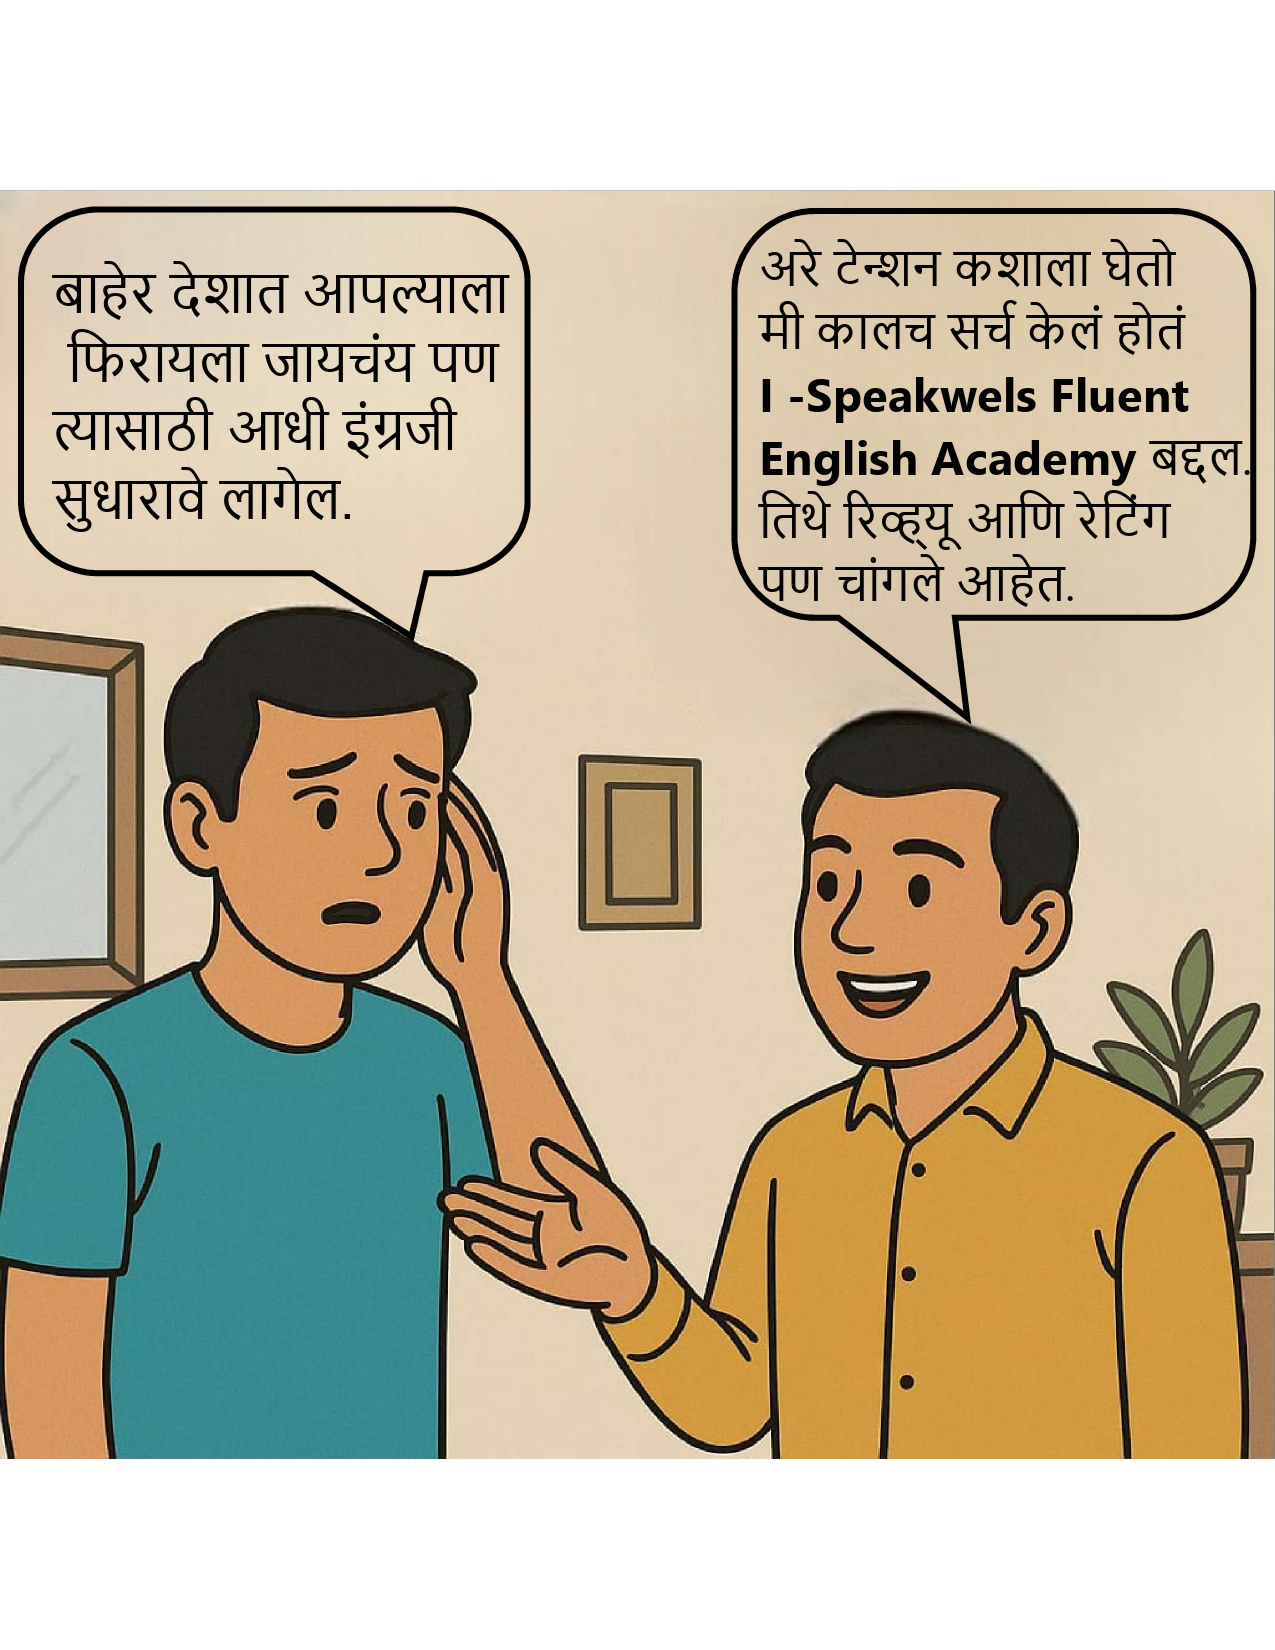 बाहेर देशात आपल्याला
फिरायला जायचंय पण
त्यासाठी आधी इंग्रजी
सुधारावे लागेल.
अरे टेन्शन कशाला घेतो
मी कालच सर्च केलं होतं
I -Speakwels Fluent
English Academy बद्दल.
तिथे रिव्ह्यू आणि रेटिंग
पण चांगले आहेत.